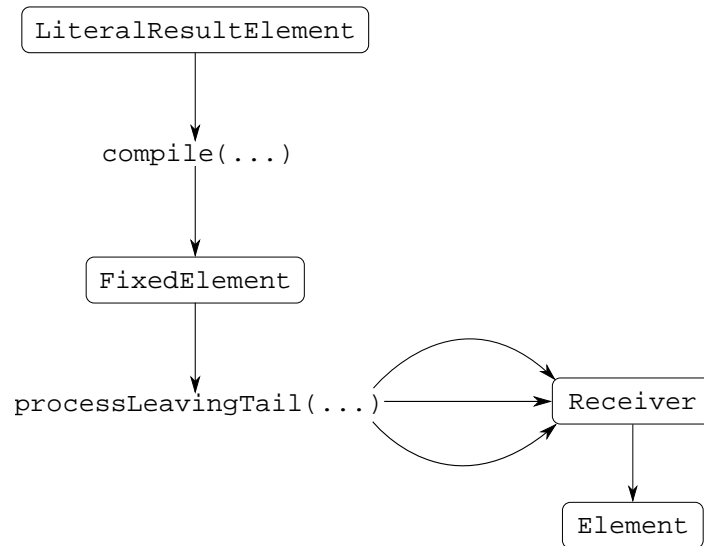 LiteralResultElement
compile(...)
FixedElement
processLeavingTail(...)
Receiver
Element